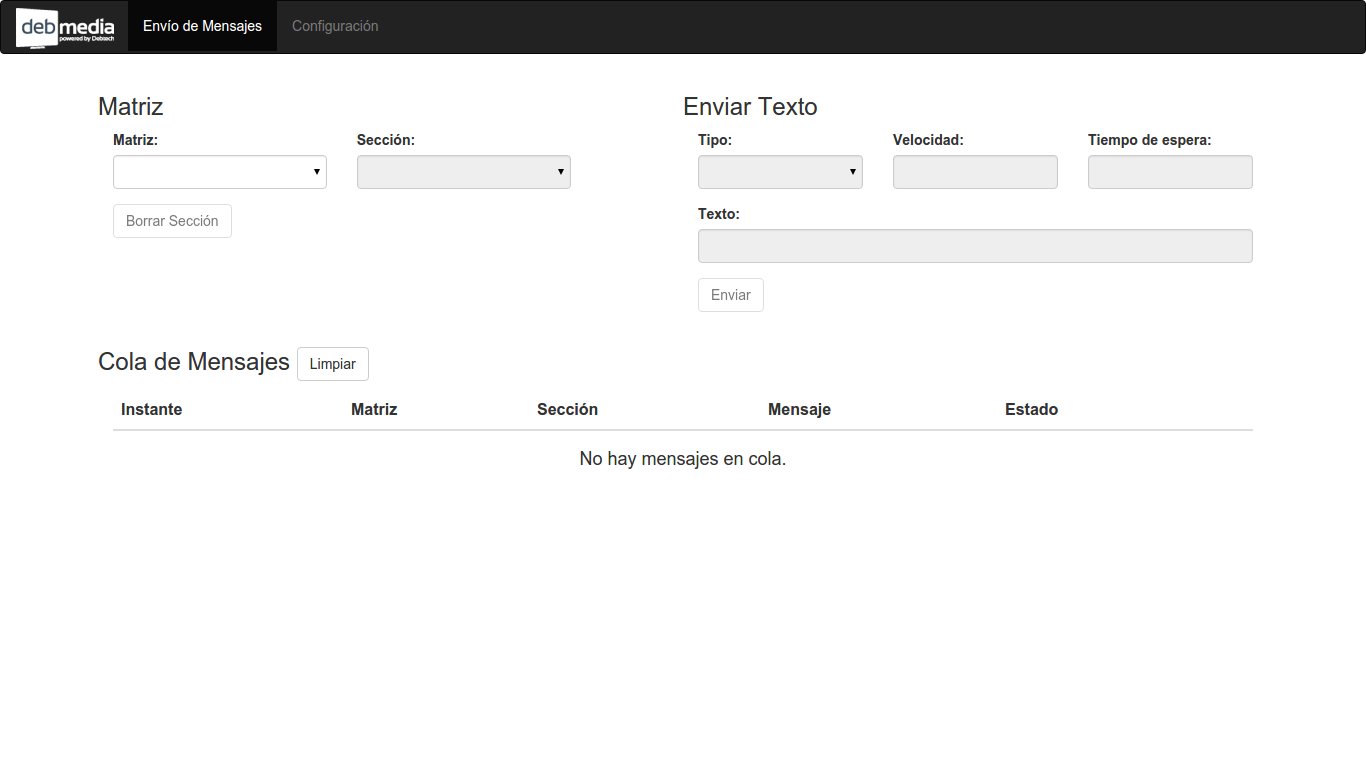 debmedia
powered by Debtech
Envío de Mensajes
Configuración
Matriz
Matriz:
Sección:
Borrar Sección
Enviar Texto
Tipo:
Velocidad:
Tiempo de espera:
Texto:
Enviar
Cola de Mensajes
Limpiar
Instante Matriz Sección Mensaje Estado
No hay mensajes en cola.